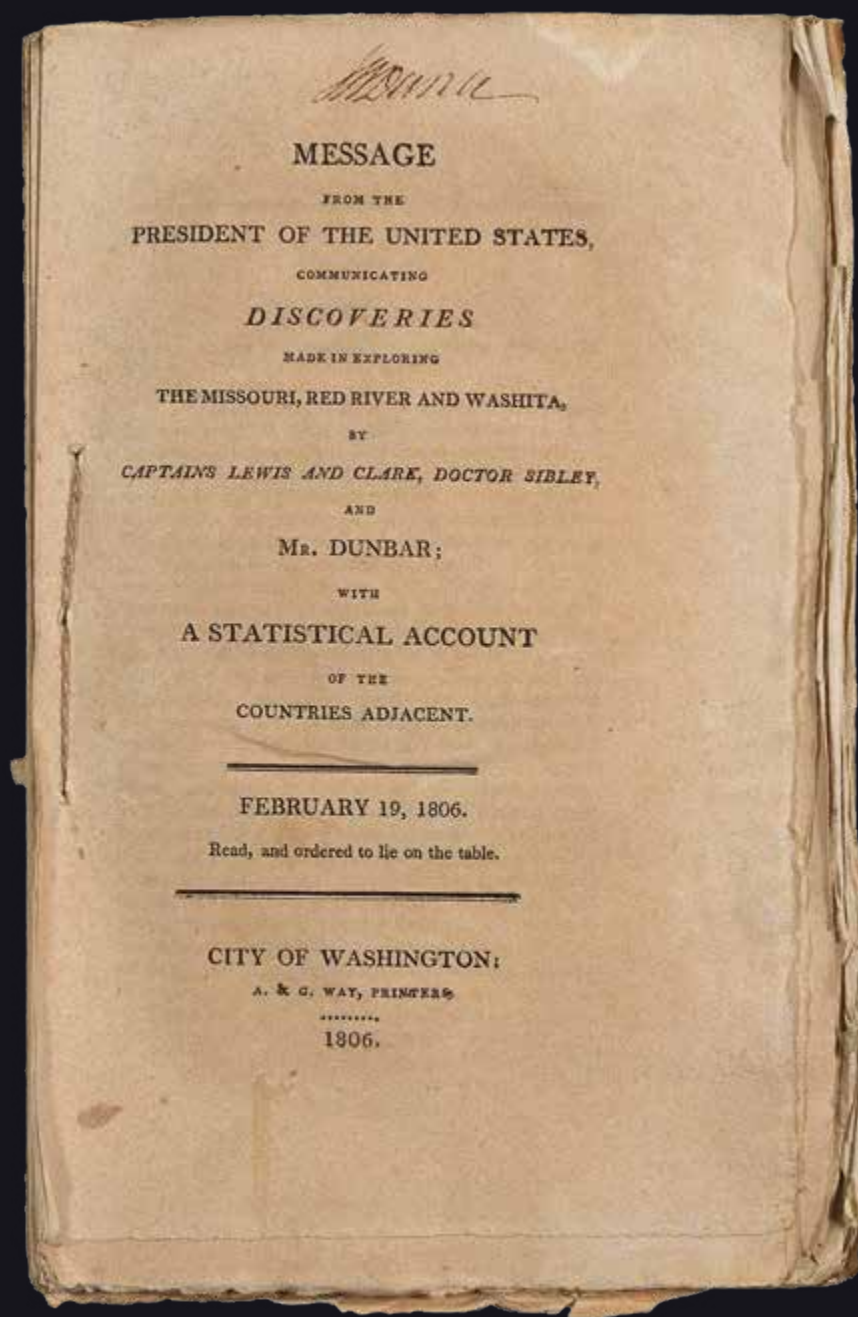 MESSAGE
FROM THE
PRESIDENT OF THE UNITED STATES,
COMMUNICATING
DISCOVERIES
MADE IN EXPLORING
THE MISSOURI, RED RIVER AND WASHITA,
BY
CAPTAINS LEWIS AND CLARK, DOCTOR SIBLEY,
AND
MR. DUNBAR;
WITH
A STATISTICAL ACCOUNT
OF THE
COUNTRIES ADJACENT.
FEBRUARY 19, 1806.
Read, and ordered to lie on the table.
CITY OF WASHINGTON:
A. & G. WAY, PRINTERS.
.........
1806.